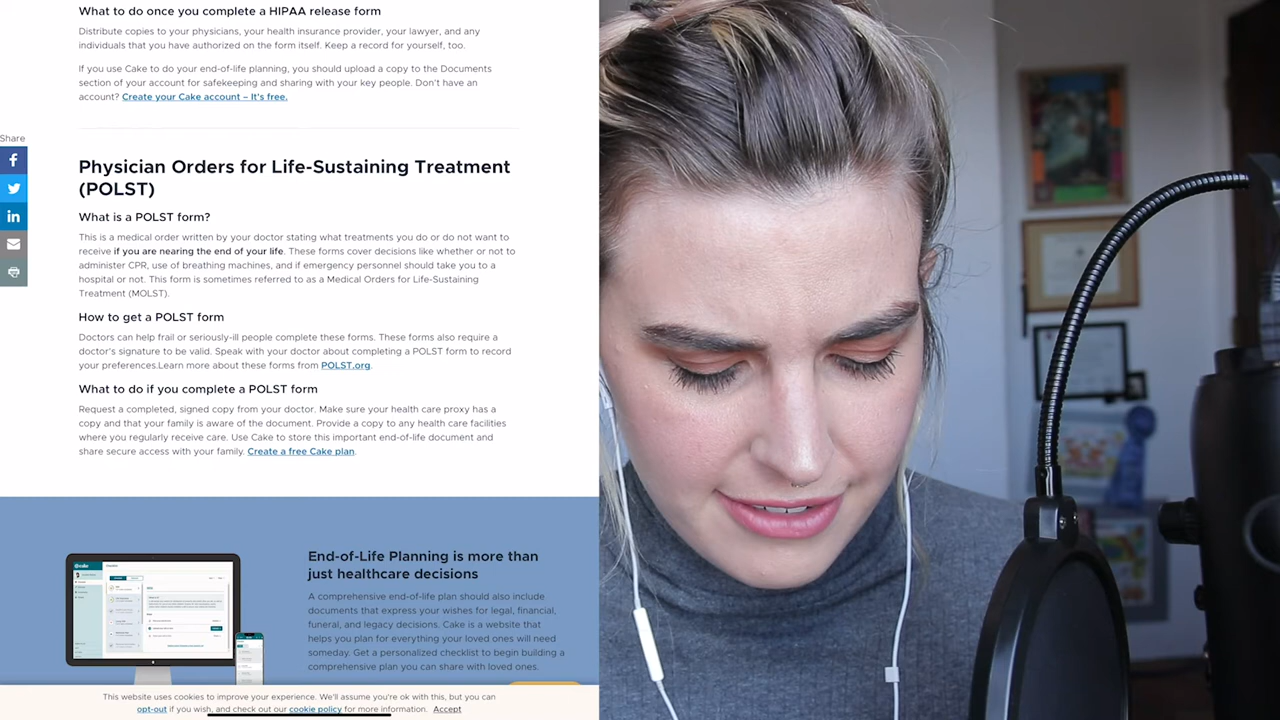 What to do once you complete a HIPAA release form
Distribute copies to your physicians, your health insurance provider, your lawyer, and any
individuals that you have authorized on the form itself. Keep a record for yourself, too.
If you use Cake to do your end-of-life planning, you should upload a copy to the Documents
section of your account for safekeeping and sharing with your key people. Don't have an
account? Create your Cake account – It's free.
Share
Physician Orders for Life-Sustaining Treatment
(POLST)
What is a POLST form?
This is a medical order written by your doctor stating what treatments you do or do not want to
receive if you are nearing the end of your life. These forms cover decisions like whether or not to
administer CPR, use of breathing machines, and if emergency personnel should take you to a
hospital or not. This form is sometimes referred to as a Medical Orders for Life-Sustaining
Treatment (MOLST).
How to get a POLST form
Doctors can help frail or seriously-ill people complete these forms. These forms also require a
doctor's signature to be valid. Speak with your doctor about completing a POLST form to record
your preferences.Learn more about these forms from POLST.org.
What to do if you complete a POLST form
Request a completed, signed copy from your doctor. Make sure your health care proxy has a
copy and that your family is aware of the document. Provide a copy to any health care facilities
where you regularly receive care. Use Cake to store this important end-of-life document and
share secure access with your family. Create a free Cake plan.
End-of-Life Planning is more than
just healthcare decisions
A comprehensive end-of-life plan should also include
documents that express your wishes for legal, financial,
funeral, and legacy decisions. Cake is a website that
helps you plan for everything your loved ones will need
someday. Get a personalized checklist to begin building a
comprehensive plan you can share with loved ones.
This website uses cookies to improve your experience. We'll assume you're ok with this, but you can
opt-out if you wish, and check out our cookie policy for more information. Accept